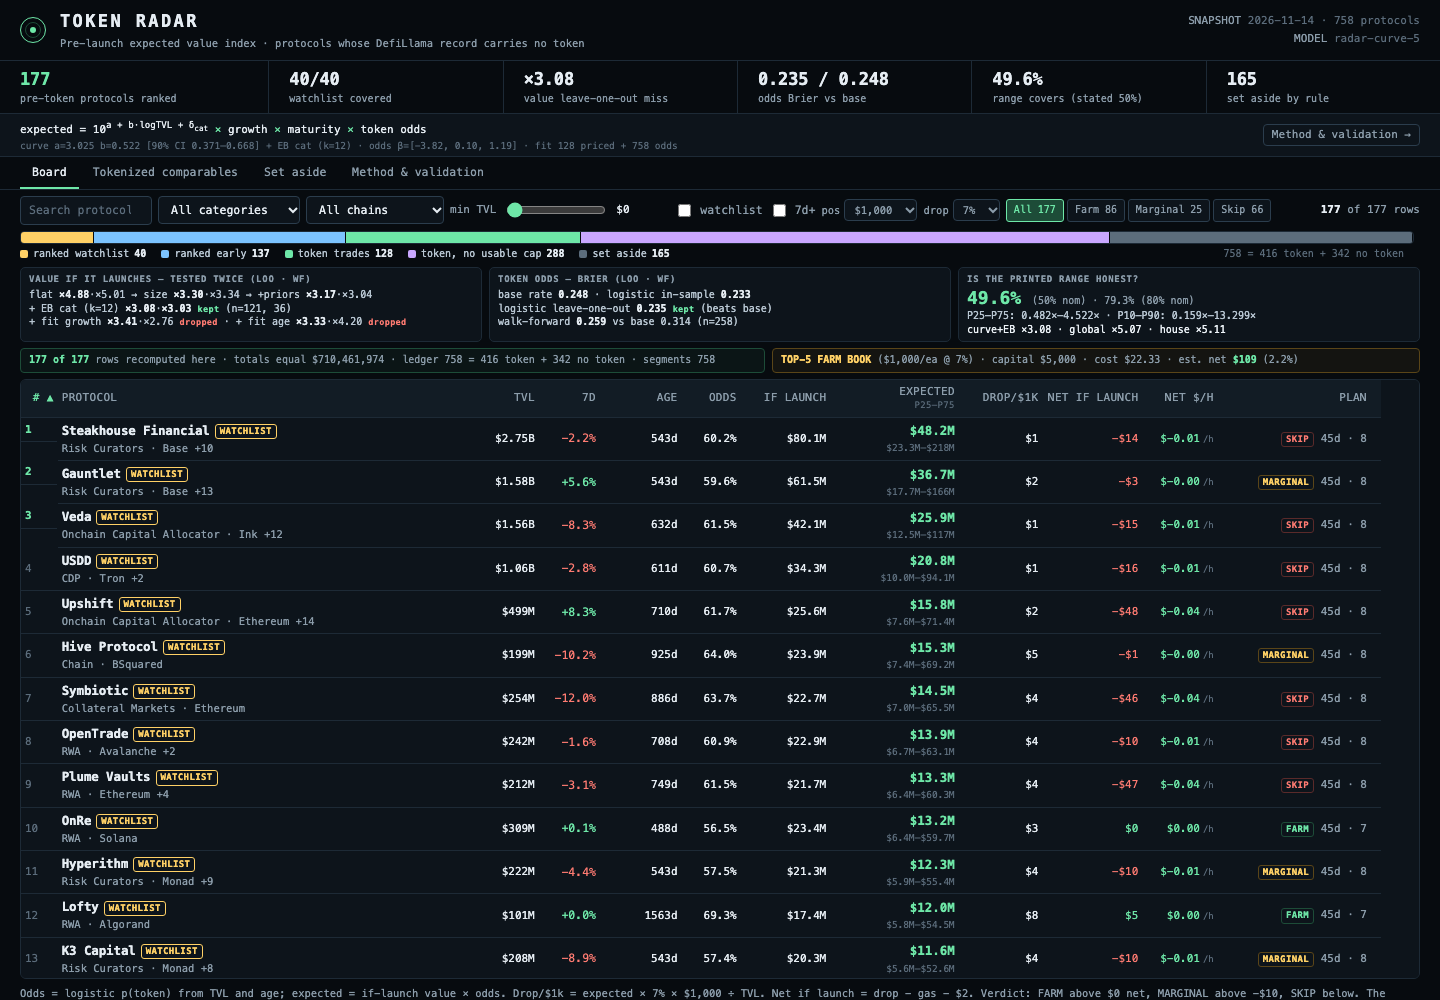 TOKEN RADAR
Pre-launch expected value index · protocols whose DefiLlama record carries no token
SNAPSHOT 2026-11-14 · 758 protocols
MODEL radar-curve-5
177
pre-token protocols ranked
40/40
watchlist covered
×3.08
value leave-one-out miss
0.235 / 0.248
odds Brier vs base
49.6%
range covers (stated 50%)
165
set aside by rule
expected = 10^a + b·logTVL + δcat × growth × maturity × token odds
curve a=3.025 b=0.522 [90% CI 0.371–0.668] + EB cat (k=12) · odds β=[-3.82, 0.10, 1.19] · fit 128 priced + 758 odds
Method & validation →
Board Tokenized comparables Set aside Method & validation
Search protocol All categories All chains min TVL $0 watchlist 7d+ pos $1,000 drop 7% All 177 Farm 86 Marginal 25 Skip 66 177 of 177 rows
ranked watchlist 40 ranked early 137 token trades 128 token, no usable cap 288 set aside 165 758 = 416 token + 342 no token
VALUE IF IT LAUNCHES — TESTED TWICE (LOO · WF)
flat ×4.88·×5.01 → size ×3.30·×3.34 → +priors ×3.17·×3.04
+ EB cat (k=12) ×3.08·×3.03 kept (n=121, 36)
+ fit growth ×3.41·×2.76 dropped · + fit age ×3.33·×4.20 dropped
TOKEN ODDS — BRIER (LOO · WF)
base rate 0.248 · logistic in-sample 0.233
logistic leave-one-out 0.235 kept (beats base)
walk-forward 0.259 vs base 0.314 (n=258)
IS THE PRINTED RANGE HONEST?
49.6% (50% nom) · 79.3% (80% nom)
P25–P75: 0.482×–4.522× · P10–P90: 0.159×–13.299×
curve+EB ×3.08 · global ×5.07 · house ×5.11
177 of 177 rows recomputed here · totals equal $710,461,974 · ledger 758 = 416 token + 342 no token · segments 758
TOP-5 FARM BOOK ($1,000/ea @ 7%) · capital $5,000 · cost $22.33 · est. net $109 (2.2%)
# ▲ PROTOCOL TVL 7D AGE ODDS IF LAUNCH EXPECTED P25–P75 DROP/$1K NET IF LAUNCH NET $/H PLAN
1 Steakhouse Financial WATCHLIST $2.75B −2.2% 543d 60.2% $80.1M $48.2M $1 −$14 $−0.01 /h SKIP 45d · 8
Risk Curators · Base +10 $23.3M–$218M
2 Gauntlet WATCHLIST $1.58B +5.6% 543d 59.6% $61.5M $36.7M $2 −$3 $−0.00 /h MARGINAL 45d · 8
Risk Curators · Base +13 $17.7M–$166M
3 Veda WATCHLIST $1.56B −8.3% 632d 61.5% $42.1M $25.9M $1 −$15 $−0.01 /h SKIP 45d · 8
Onchain Capital Allocator · Ink +12 $12.5M–$117M
4 USDD WATCHLIST $1.06B −2.8% 611d 60.7% $34.3M $20.8M $1 −$16 $−0.01 /h SKIP 45d · 8
CDP · Tron +2 $10.0M–$94.1M
5 Upshift WATCHLIST $499M +8.3% 710d 61.7% $25.6M $15.8M $2 −$48 $−0.04 /h SKIP 45d · 8
Onchain Capital Allocator · Ethereum +14 $7.6M–$71.4M
6 Hive Protocol WATCHLIST $199M −10.2% 925d 64.0% $23.9M $15.3M $5 −$1 $−0.00 /h MARGINAL 45d · 8
Chain · BSquared $7.4M–$69.2M
7 Symbiotic WATCHLIST $254M −12.0% 886d 63.7% $22.7M $14.5M $4 −$46 $−0.04 /h SKIP 45d · 8
Collateral Markets · Ethereum $7.0M–$65.5M
8 OpenTrade WATCHLIST $242M −1.6% 708d 60.9% $22.9M $13.9M $4 −$10 $−0.01 /h SKIP 45d · 8
RWA · Avalanche +2 $6.7M–$63.1M
9 Plume Vaults WATCHLIST $212M −3.1% 749d 61.5% $21.7M $13.3M $4 −$47 $−0.04 /h SKIP 45d · 8
RWA · Ethereum +4 $6.4M–$60.3M
10 OnRe WATCHLIST $309M +0.1% 488d 56.5% $23.4M $13.2M $3 $0 $0.00 /h FARM 45d · 7
RWA · Solana $6.4M–$59.7M
11 Hyperithm WATCHLIST $222M −4.4% 543d 57.5% $21.3M $12.3M $4 −$10 $−0.01 /h MARGINAL 45d · 8
Risk Curators · Monad +9 $5.9M–$55.4M
12 Lofty WATCHLIST $101M +0.0% 1563d 69.3% $17.4M $12.0M $8 $5 $0.00 /h FARM 45d · 7
RWA · Algorand $5.8M–$54.5M
13 K3 Capital WATCHLIST $208M −8.9% 543d 57.4% $20.3M $11.6M $4 −$10 $−0.01 /h MARGINAL 45d · 8
Risk Curators · Monad +8 $5.6M–$52.6M
Odds = logistic p(token) from TVL and age; expected = if-launch value × odds. Drop/$1k = expected × 7% × $1,000 ÷ TVL. Net if launch = drop − gas − $2. Verdict: FARM above $0 net, MARGINAL above −$10, SKIP below. The